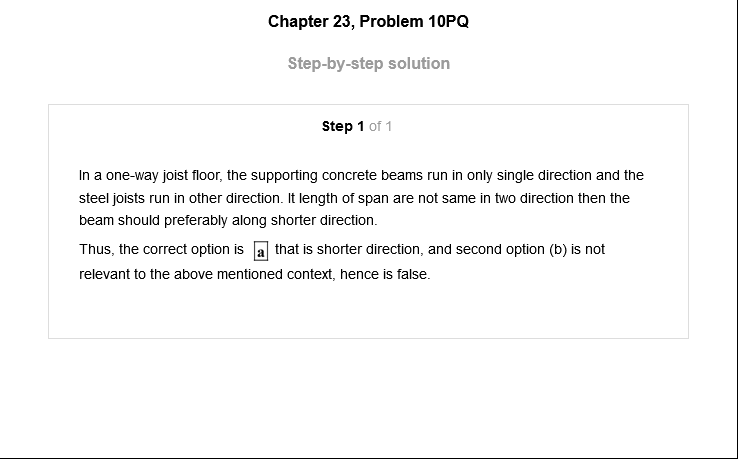 Chapter 23, Problem 10PQ
Step-by-step solution
Step 1 of 1
In a one-way joist floor, the supporting concrete beams run in only single direction and the
steel joists run in other direction. It length of span are not same in two direction then the
beam should preferably along shorter direction.
Thus, the correct option is a that is shorter direction, and second option (b) is not
relevant to the above mentioned context, hence is false.